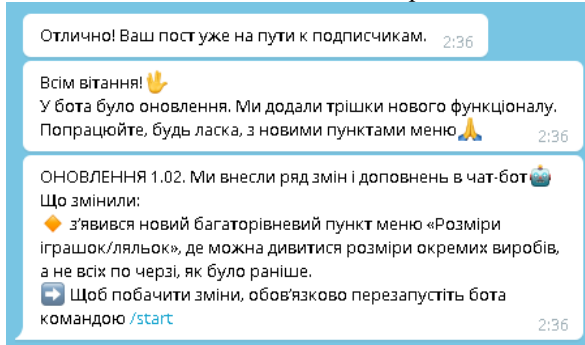 Отлично! Ваш пост уже на пути к подписчикам. 2:36
Всім вітання!🖖
У бота було оновлення. Ми додали трішки нового функціоналу.
Попрацюйте, будь ласка, з новими пунктами меню🙏 2:36
ОНОВЛЕННЯ 1.02. Ми внесли ряд змін і доповнень в чат-бот🤖
Що змінили:
🔸 з’явився новий багаторівневий пункт меню «Розміри
іграшок/ляльок», де можна дивитися розміри окремих виробів,
а не всіх по черзі, як було раніше.
➡️ Щоб побачити зміни, обов’язково перезапустіть бота
командою /start 2:36